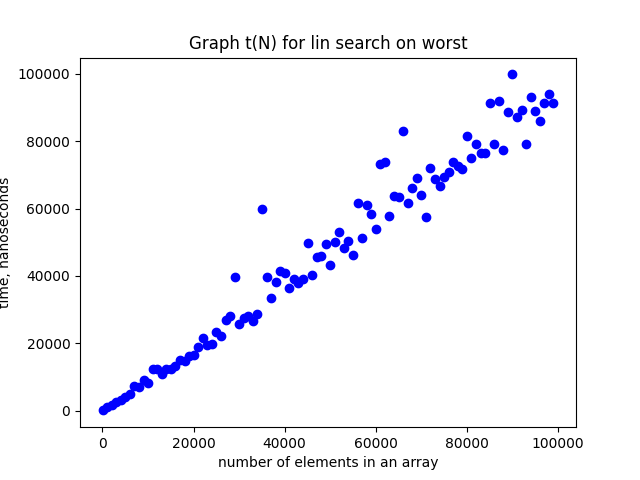 Graph t(N) for lin search on worst
100000
80000
60000
40000
20000
0
time, nanoseconds
0 20000 40000 60000 80000 100000
number of elements in an array